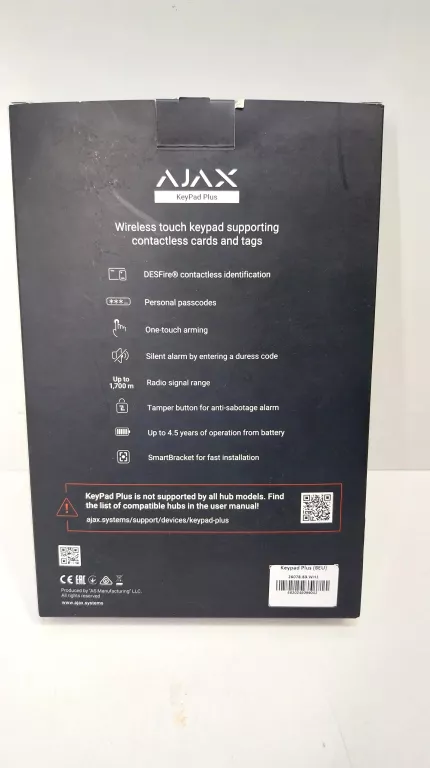 AJAX
KeyPad Plus
Wireless touch keypad supporting
contactless cards and tags
DESFire® contactless identification
Personal passcodes
One-touch arming
Silent alarm by entering a duress code
Up to
1,700 m
Radio signal range
Tamper button for anti-sabotage alarm
Up to 4.5 years of operation from battery
SmartBracket for fast installation
KeyPad Plus is not supported by all hub models. Find
the list of compatible hubs in the user manual!
ajax.systems/support/devices/keypad-plus
Keypad Plus (8EU)
CE EAC
Produced by "AS Manufacturing" LLC.
All rights reserved
www.ajax.systems